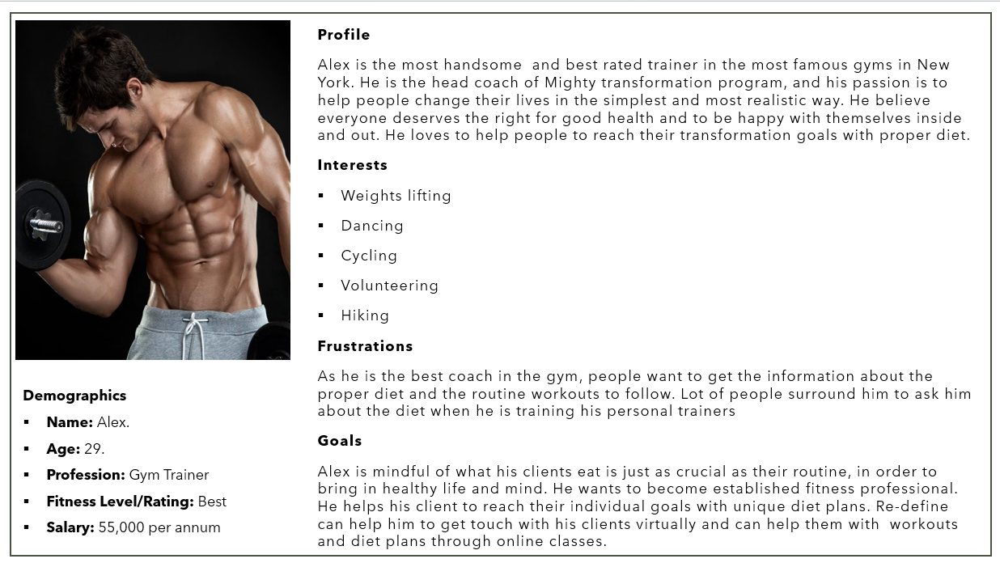 Profile
Alex is the most handsome  and best rated trainer in the most famous gyms in New
York. He is the head coach of Mighty transformation program, and his passion is to
help people change their lives in the simplest and most realistic way. He believe
everyone deserves the right for good health and to be happy with themselves inside
and out. He loves to help people to reach their transformation goals with proper diet.
Interests
▪ Weights lifting
▪ Dancing
▪ Cycling
▪ Volunteering
▪ Hiking
Frustrations
As he is the best coach in the gym, people want to get the information about the
proper diet and the routine workouts to follow. Lot of people surround him to ask him
about the diet when he is training his personal trainers
Goals
Alex is mindful of what his clients eat is just as crucial as their routine, in order to
bring in healthy life and mind. He wants to become established fitness professional.
He helps his client to reach their individual goals with unique diet plans. Re-define
can help him to get touch with his clients virtually and can help them with  workouts
and diet plans through online classes.
Demographics
▪ Name: Alex.
▪ Age: 29.
▪ Profession: Gym Trainer
▪ Fitness Level/Rating: Best
▪ Salary: 55,000 per annum